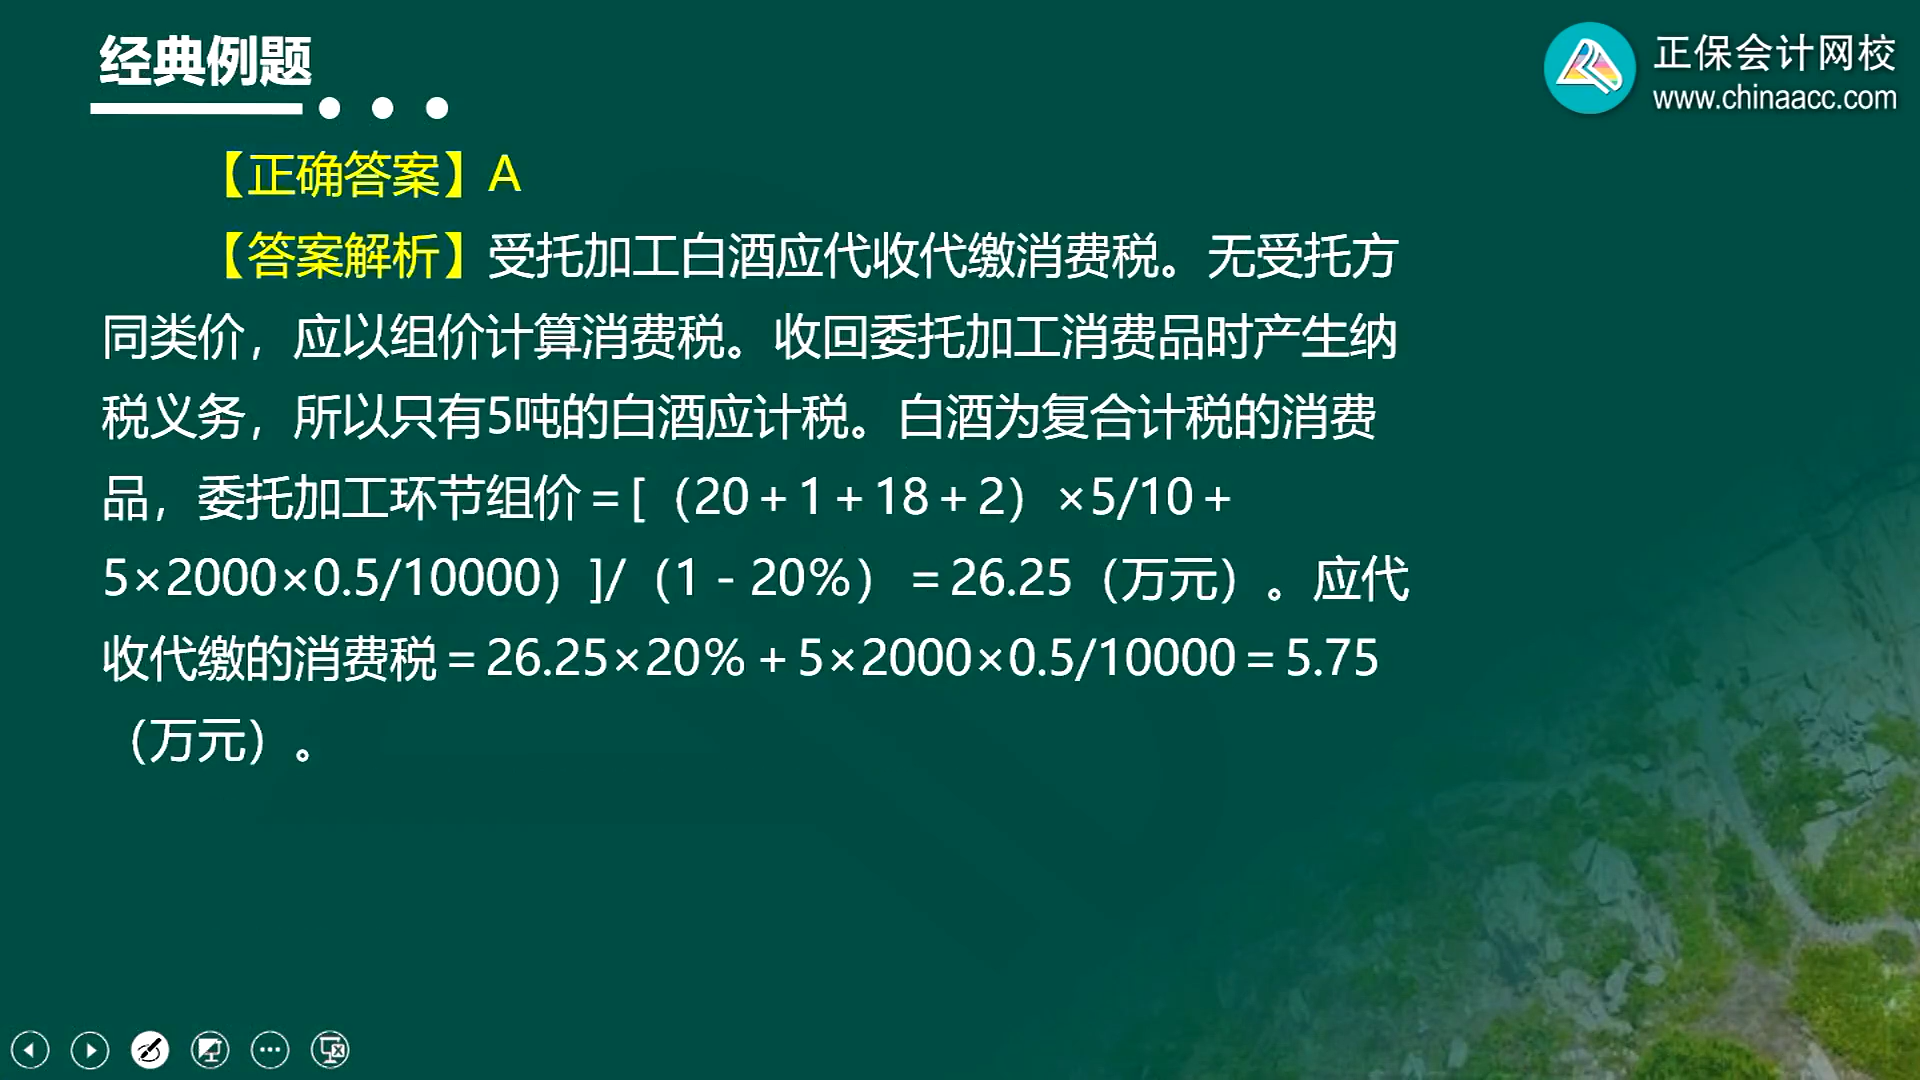 经典例题
正保会计网校
www.chinaacc.com
【正确答案】A
【答案解析】受托加工白酒应代收代缴消费税。无受托方
同类价，应以组价计算消费税。收回委托加工消费品时产生纳
税义务，所以只有5吨的白酒应计税。白酒为复合计税的消费
品，委托加工环节组价＝[（20＋1＋18＋2）×5/10＋
5×2000×0.5/10000）]/（1－20%）＝26.25（万元）。应代
收代缴的消费税＝26.25×20%＋5×2000×0.5/10000＝5.75
（万元）。